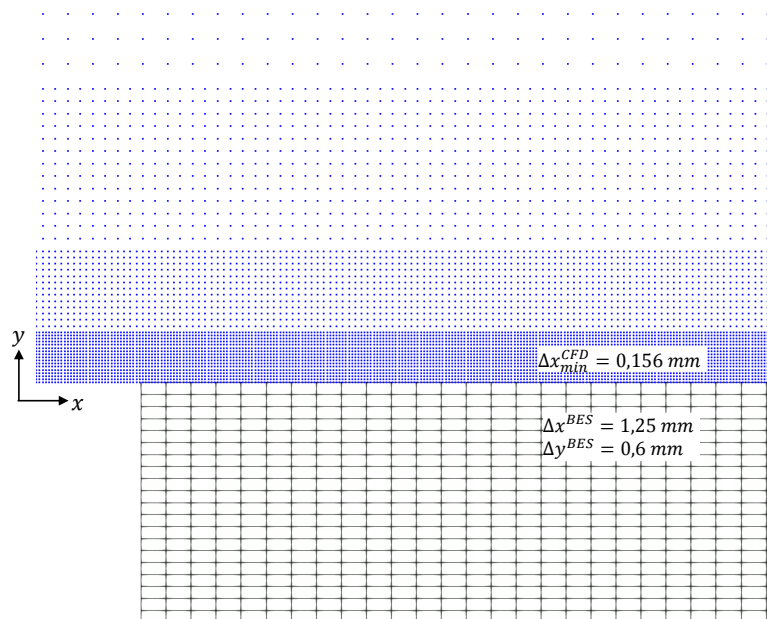 y
x
Δx_min^CFD = 0,156 mm
Δx^BES = 1,25 mm
Δy^BES = 0,6 mm